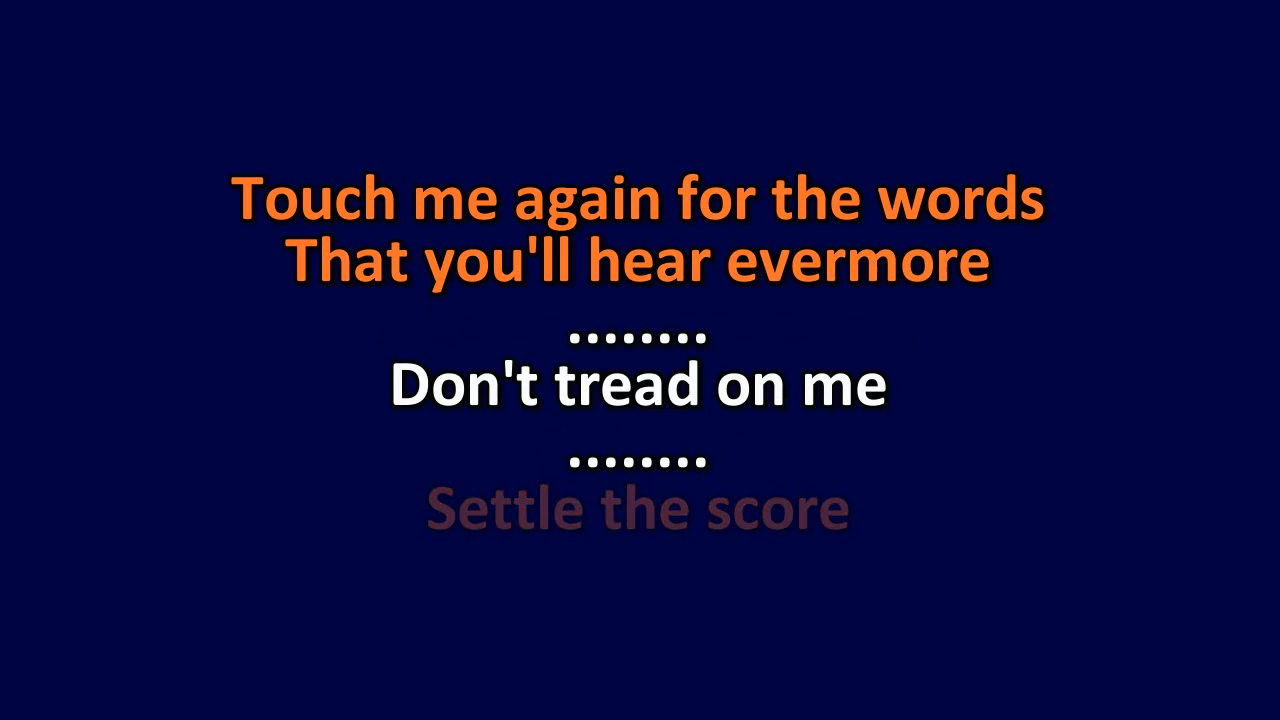 Touch me again for the words
That you'll hear evermore
........
Don't tread on me
........
Settle the score